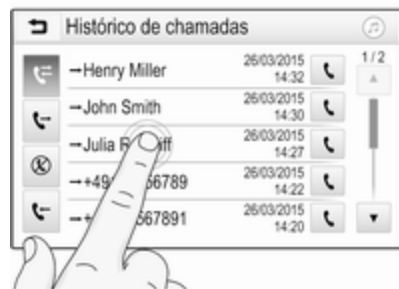 Histórico de chamadas
1/2
→Henry Miller 26/03/2015 14:32
→John Smith 26/03/2015 14:30
→Julia 26/03/2015 14:27
26/03/2015 14:22
26/03/2015 14:20